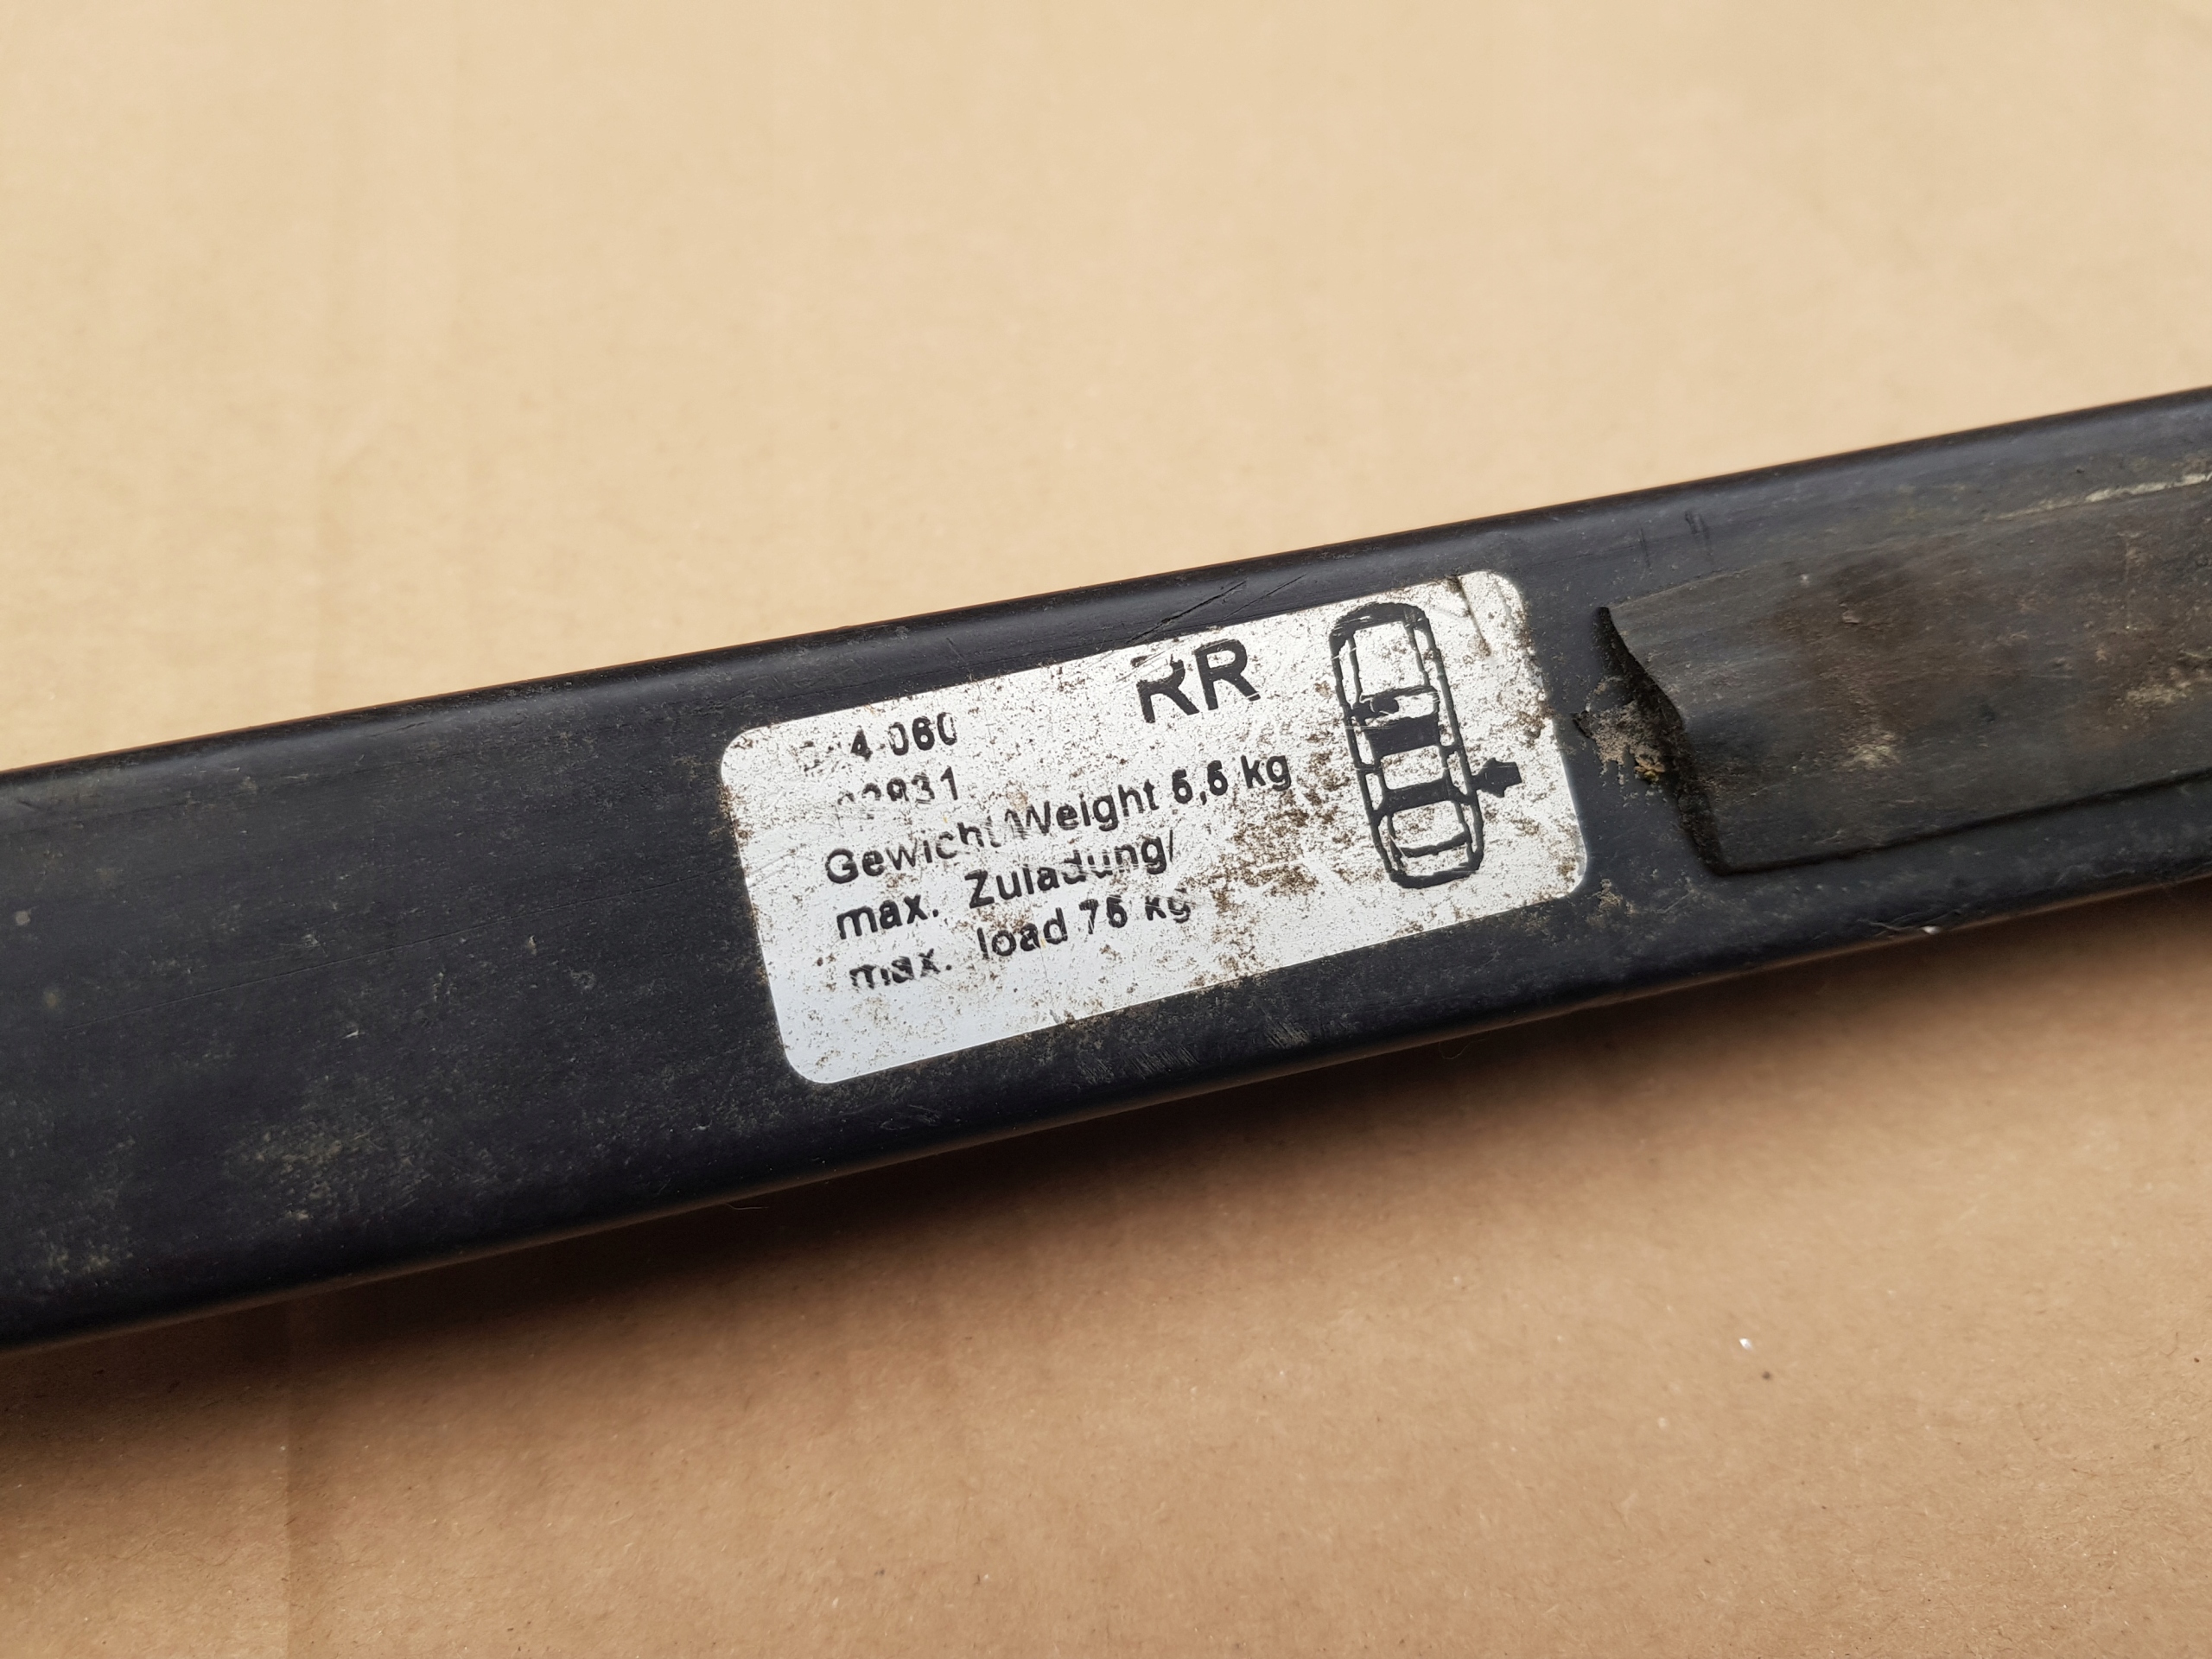 RR
4.060
Gewicht/Weight 5,5 kg
max. Zuladung/
max. load 75 kg